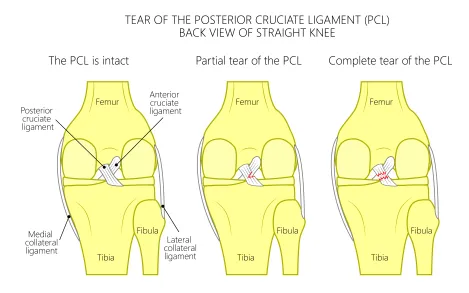 TEAR OF THE POSTERIOR CRUCIATE LIGAMENT (PCL)
BACK VIEW OF STRAIGHT KNEE
The PCL is intact
Partial tear of the PCL
Complete tear of the PCL
Posterior
cruciate
ligament
Anterior
cruciate
ligament
Femur
Femur
Femur
Medial
collateral
ligament
Lateral
collateral
ligament
Fibula
Fibula
Fibula
Tibia
Tibia
Tibia